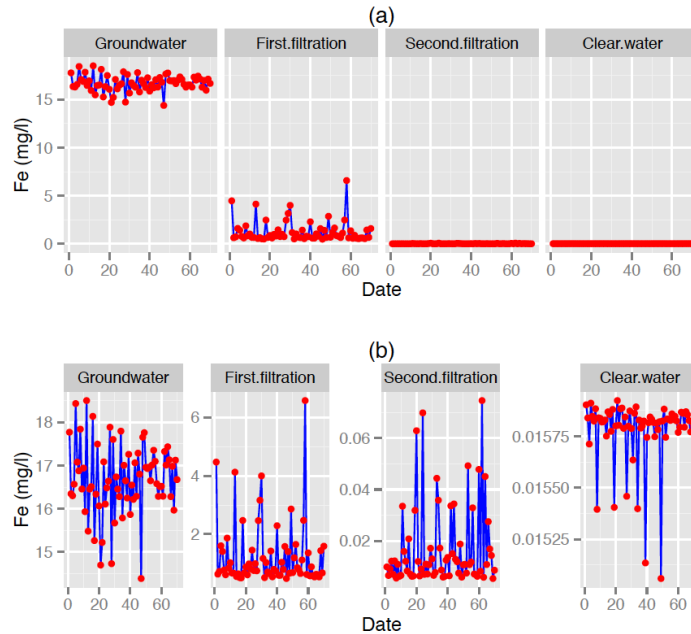 (a)
Groundwater First.filtration Second.filtration Clear.water
Fe (mg/l)
15
10
5
0
0 20 40 60 0 20 40 60 0 20 40 60 0 20 40 60
Date
(b)
Groundwater First.filtration Second.filtration Clear.water
Fe (mg/l)
18
17
16
15
6
4
2
0.06
0.04
0.02
0.01575
0.01550
0.01525
0 20 40 60 0 20 40 60 0 20 40 60 0 20 40 60
Date